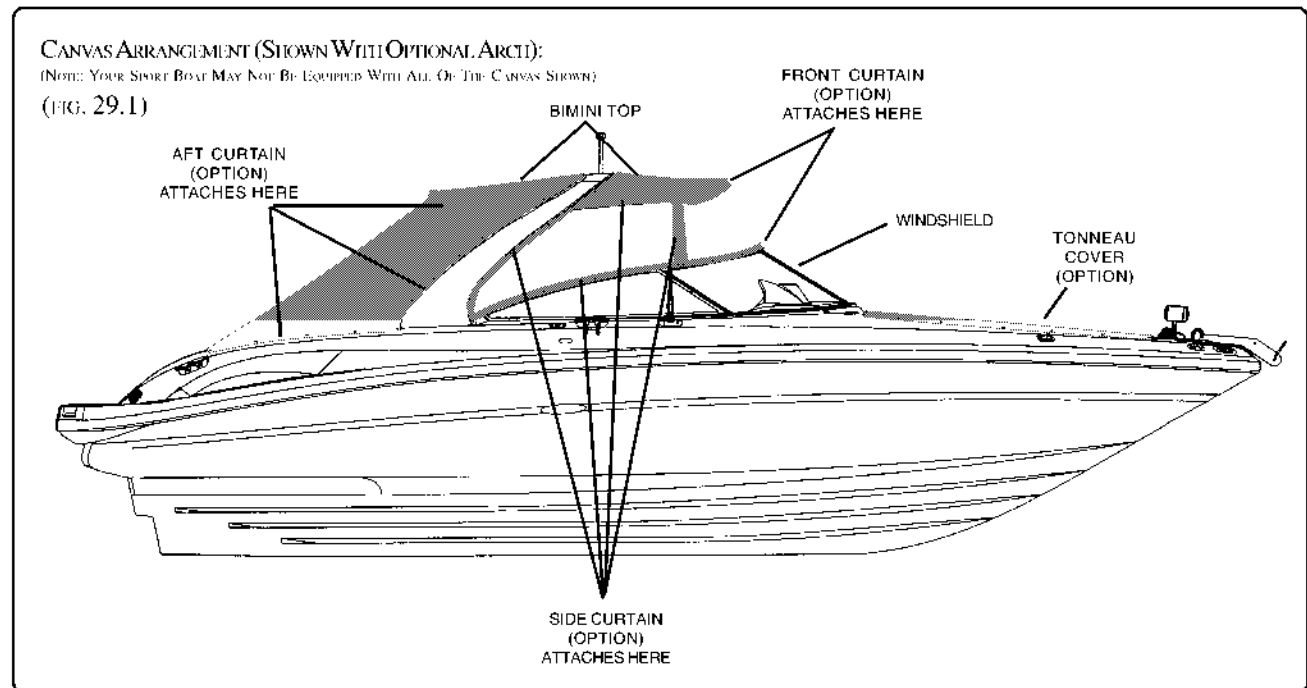 CANVAS ARRANGEMENT (SHOWN WITH OPTIONAL ARCH):
(NOTE: YOUR SPORT BOAT MAY NOT BE EQUIPPED WITH ALL OF THE CANVAS SHOWN)
(FIG. 29.1)
BIMINI TOP
FRONT CURTAIN
(OPTION)
ATTACHES HERE
AFT CURTAIN
(OPTION)
ATTACHES HERE
WINDSHIELD
TONNEAU
COVER
(OPTION)
SIDE CURTAIN
(OPTION)
ATTACHES HERE